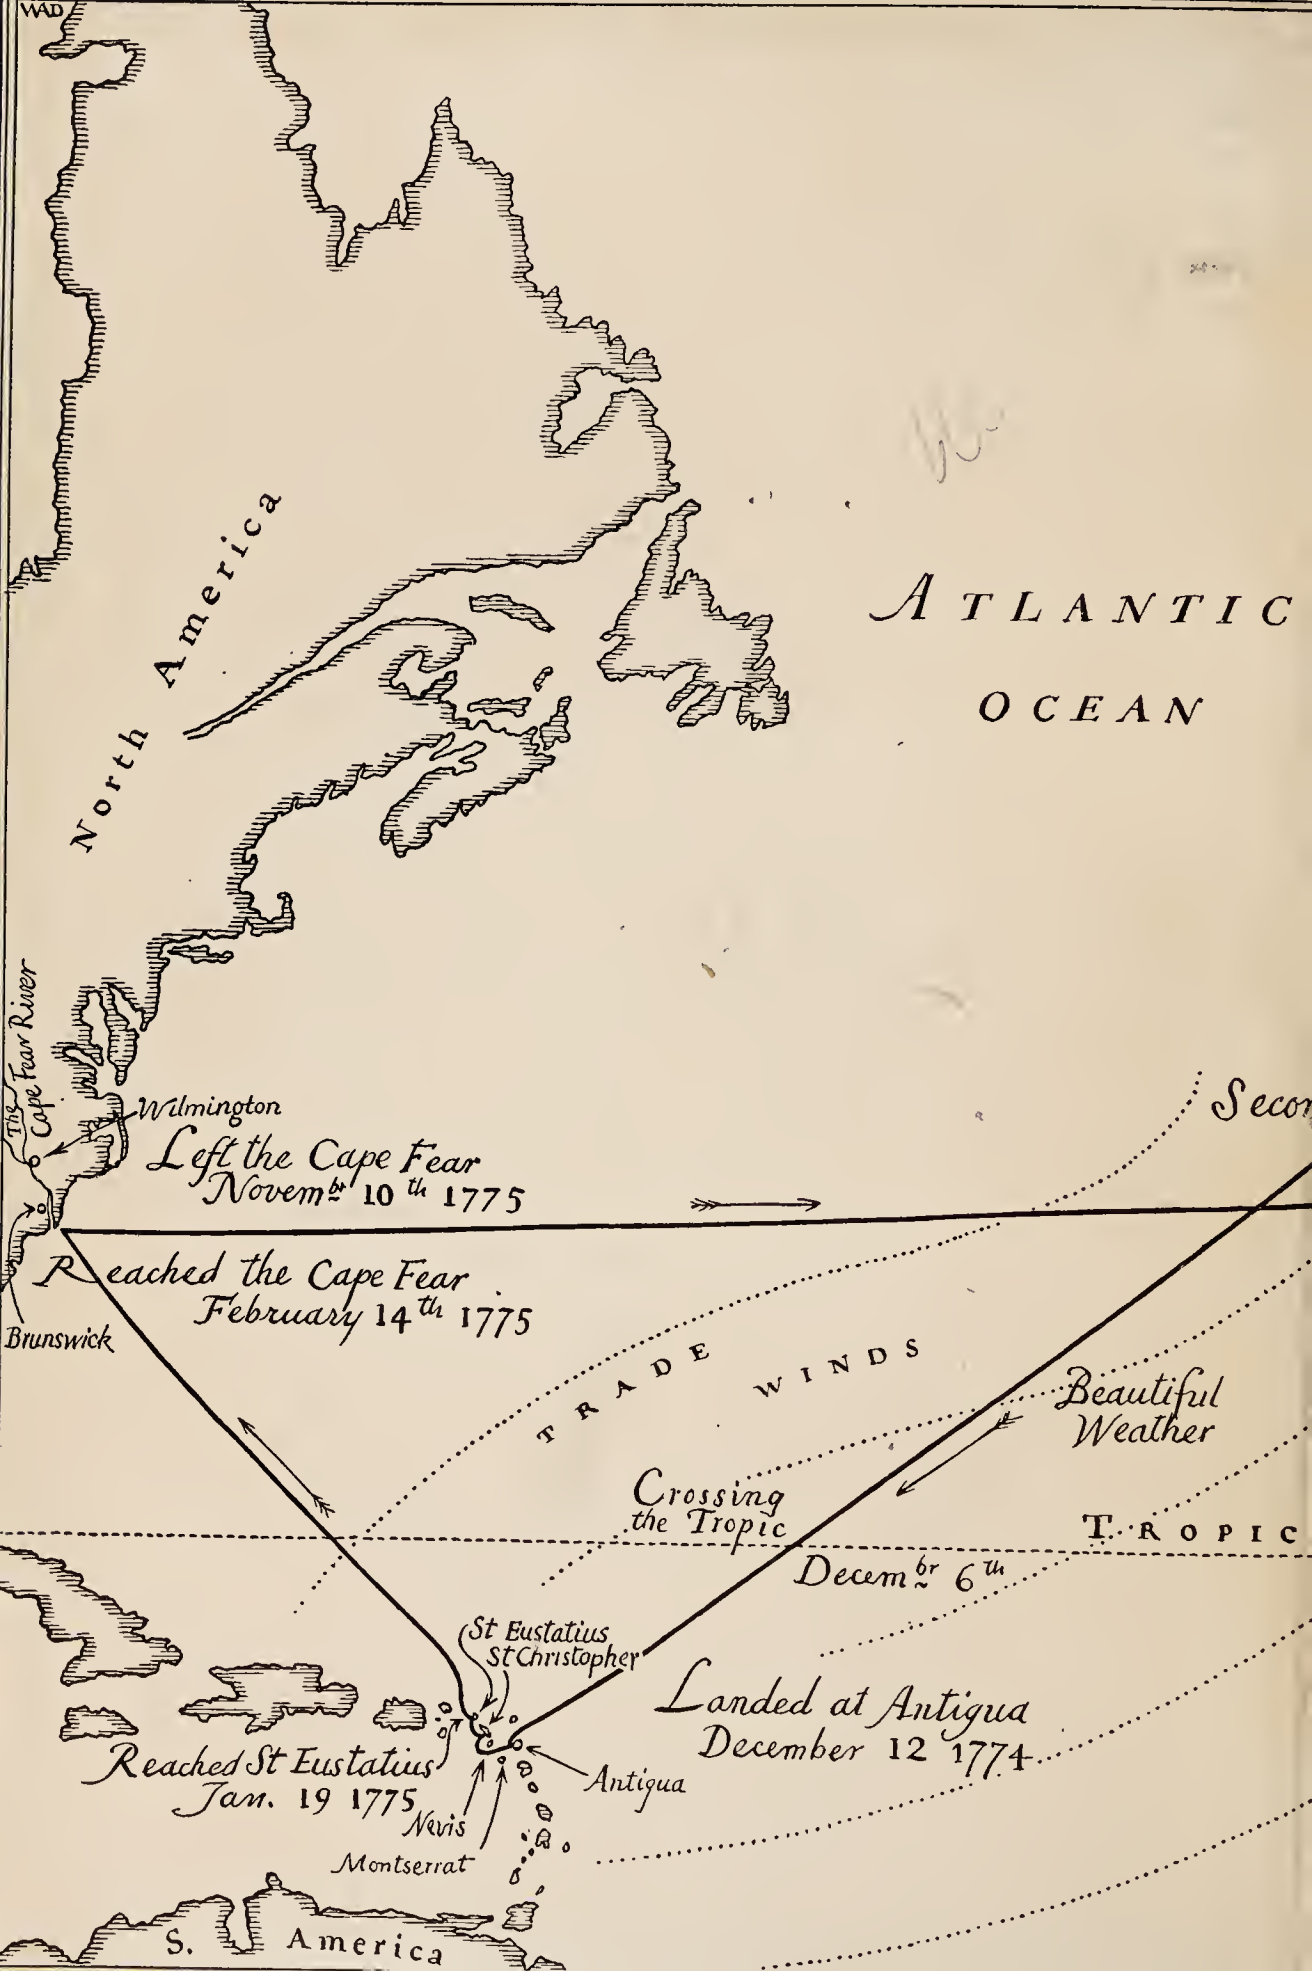 WAD
North America
ATLANTIC
OCEAN
The
Cape Fear River
Wilmington
Left the Cape Fear
Novembr 10th 1775
Secon
Reached the Cape Fear
February 14th 1775
Brunswick
TRADE
WINDS
Beautiful
Weather
Crossing
the Tropic
TROPIC
Decembr 6th
St Eustatius
St Christopher
Landed at Antigua
December 12 1774
Reached St Eustatius
Jan. 19 1775
Antigua
Nevis
Montserrat
S. America